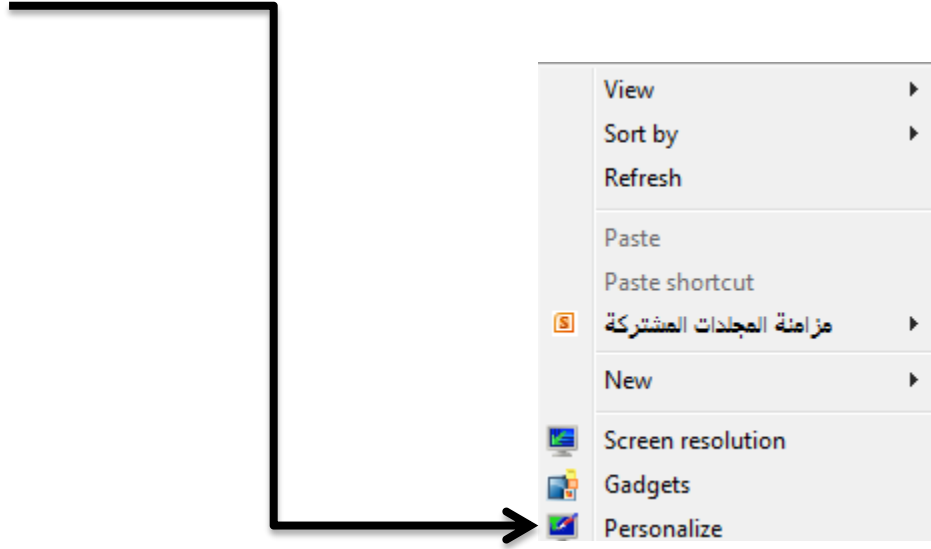 View
Sort by
Refresh
Paste
Paste shortcut
مزامنة المجلدات المشتركة
New
Screen resolution
Gadgets
Personalize